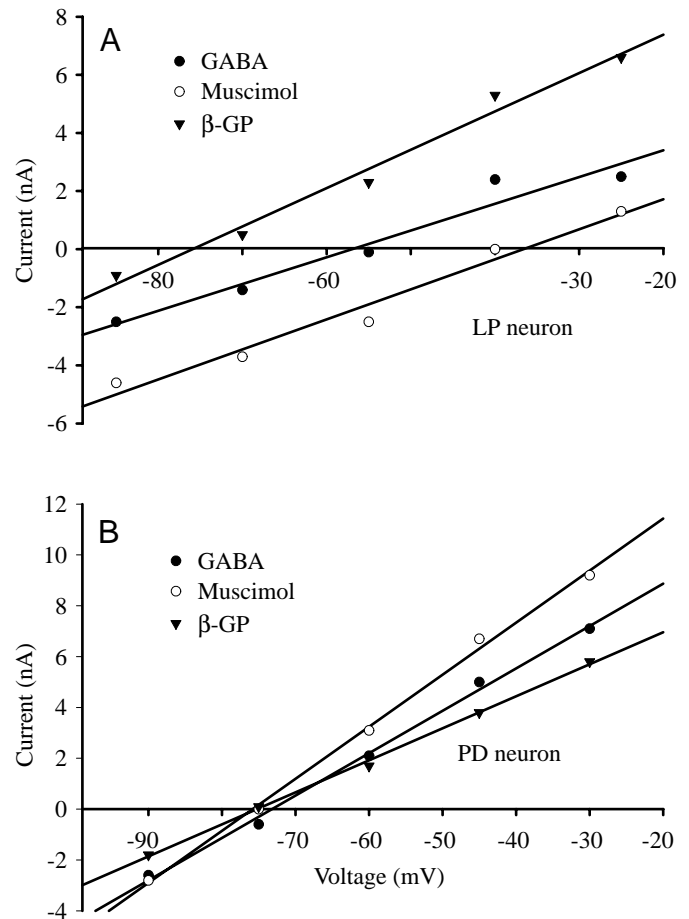 A
8
6
4
2
0
-2
-4
-6
Current (nA)
GABA
Muscimol
β-GP
-80
-60
-30
-20
LP neuron
B
12
10
8
6
4
2
0
-2
-4
Current (nA)
GABA
Muscimol
β-GP
PD neuron
-90
-70
-60
-50
-40
-30
-20
Voltage (mV)